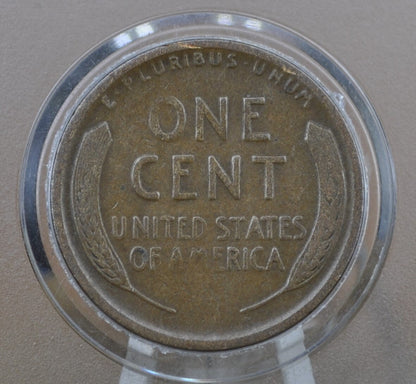 E·PLURIBUS·UNUM
ONE
CENT
UNITED STATES
OF AMERICA